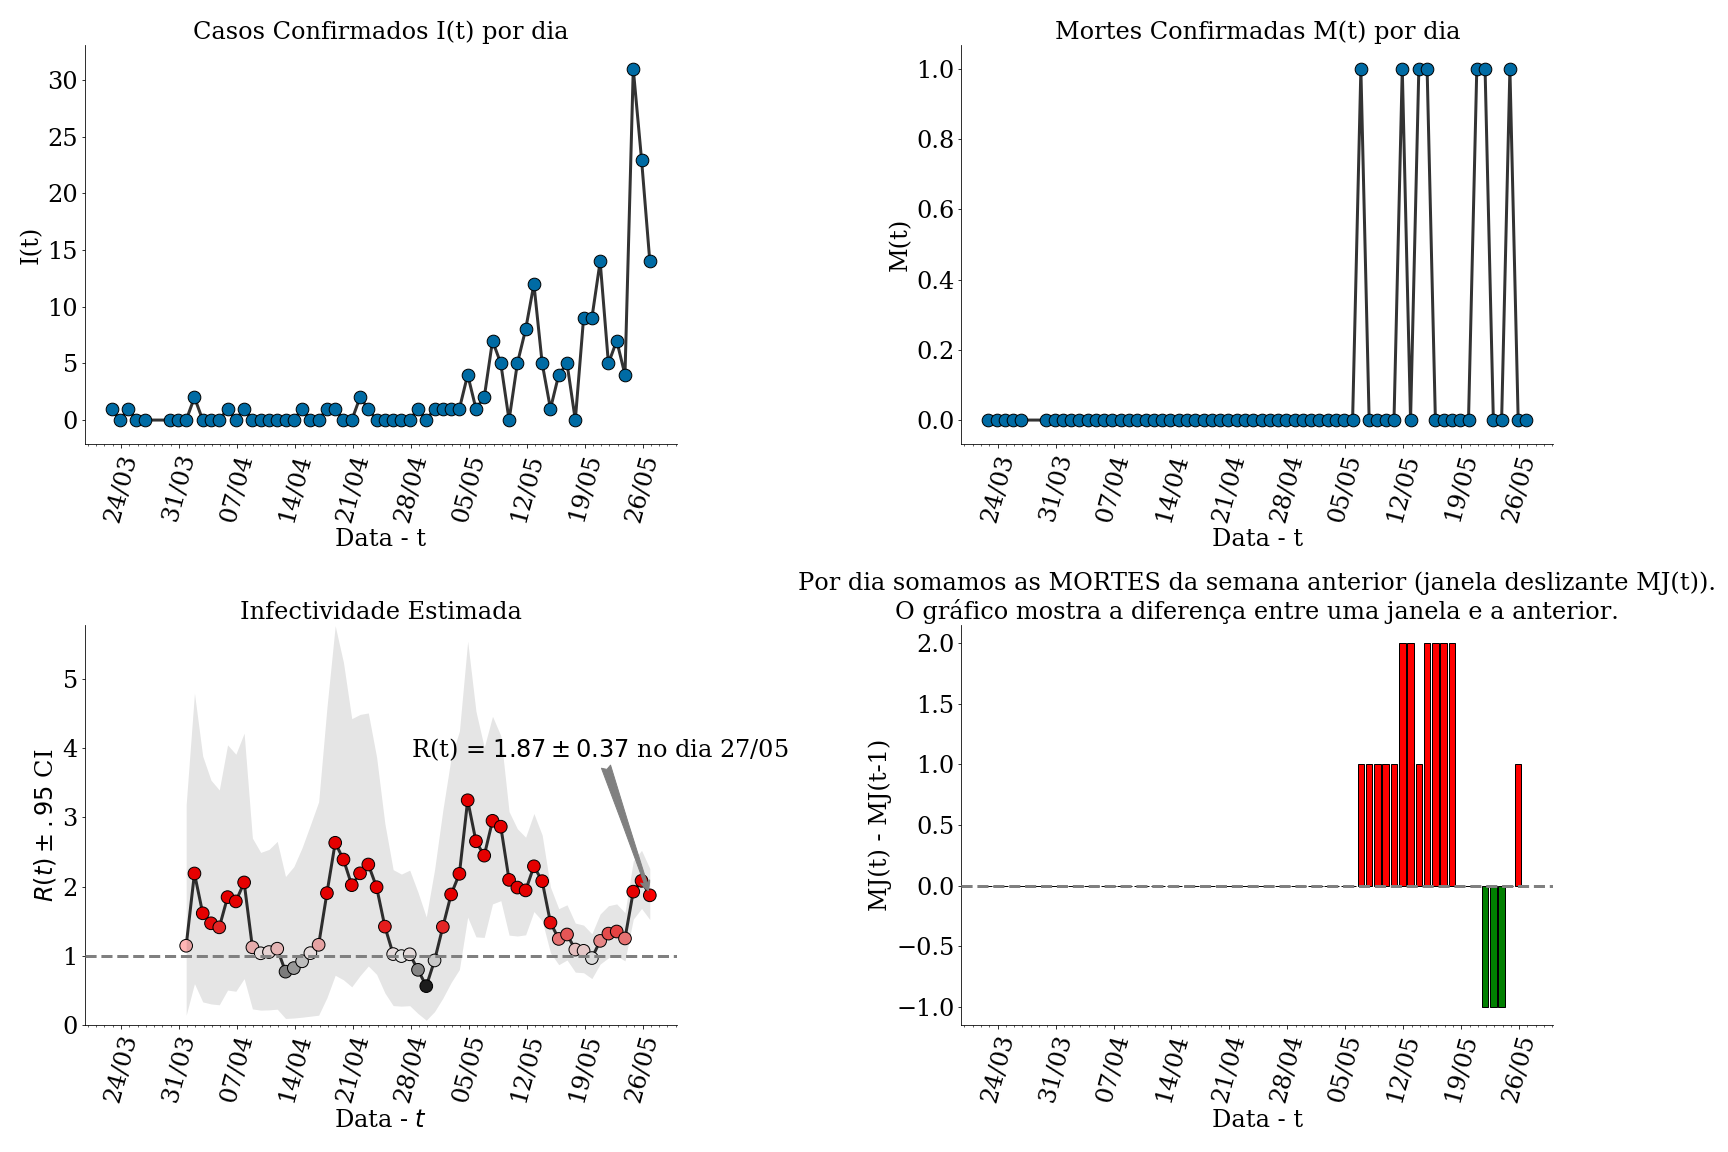 Casos Confirmados I(t) por dia
I(t)
30
25
20
15
10
5
0
24/03 31/03 07/04 14/04 21/04 28/04 05/05 12/05 19/05 26/05
Data - t
Mortes Confirmadas M(t) por dia
M(t)
1.0
0.8
0.6
0.4
0.2
0.0
24/03 31/03 07/04 14/04 21/04 28/04 05/05 12/05 19/05 26/05
Data - t
Infectividade Estimada
R(t) ± .95 CI
5
4
3
2
1
0
R(t) = 1.87 ± 0.37 no dia 27/05
24/03 31/03 07/04 14/04 21/04 28/04 05/05 12/05 19/05 26/05
Data - t
Por dia somamos as MORTES da semana anterior (janela deslizante MJ(t)).
O gráfico mostra a diferença entre uma janela e a anterior.
MJ(t) - MJ(t-1)
2.0
1.5
1.0
0.5
0.0
−0.5
−1.0
24/03 31/03 07/04 14/04 21/04 28/04 05/05 12/05 19/05 26/05
Data - t